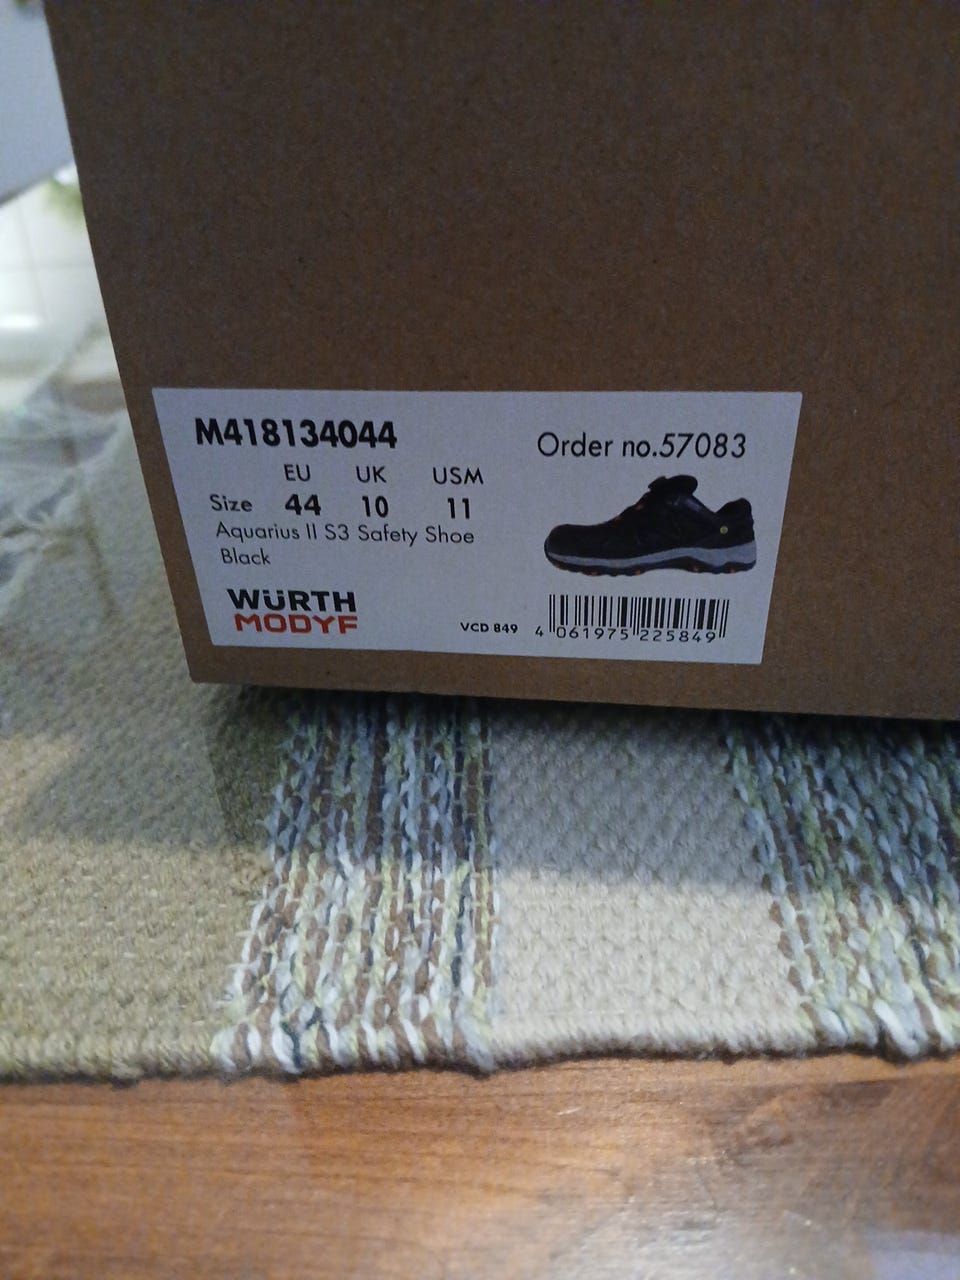 M418134044
Order no.57083
EU UK USM
Size 44 10 11
Aquarius II S3 Safety Shoe
Black
WÜRTH
MODYF
VCD 849
4 061975 225849